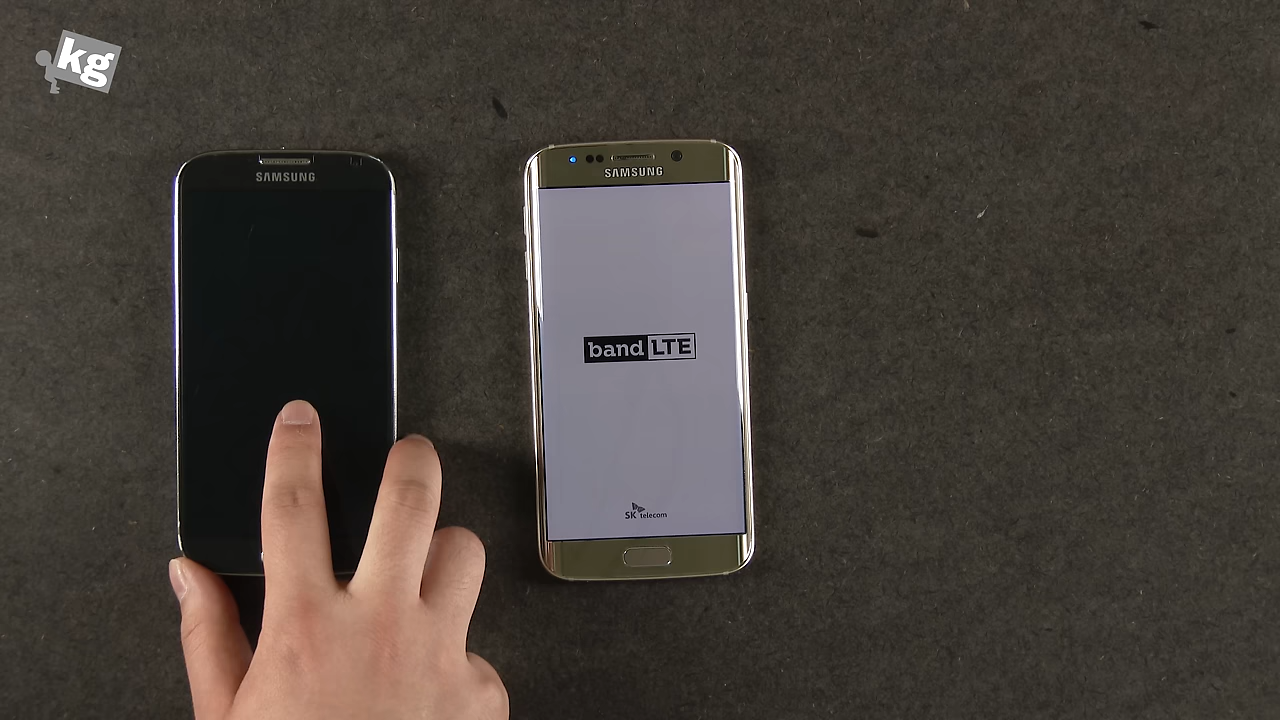 kg
SAMSUNG
SAMSUNG
band LTE
SK telecom